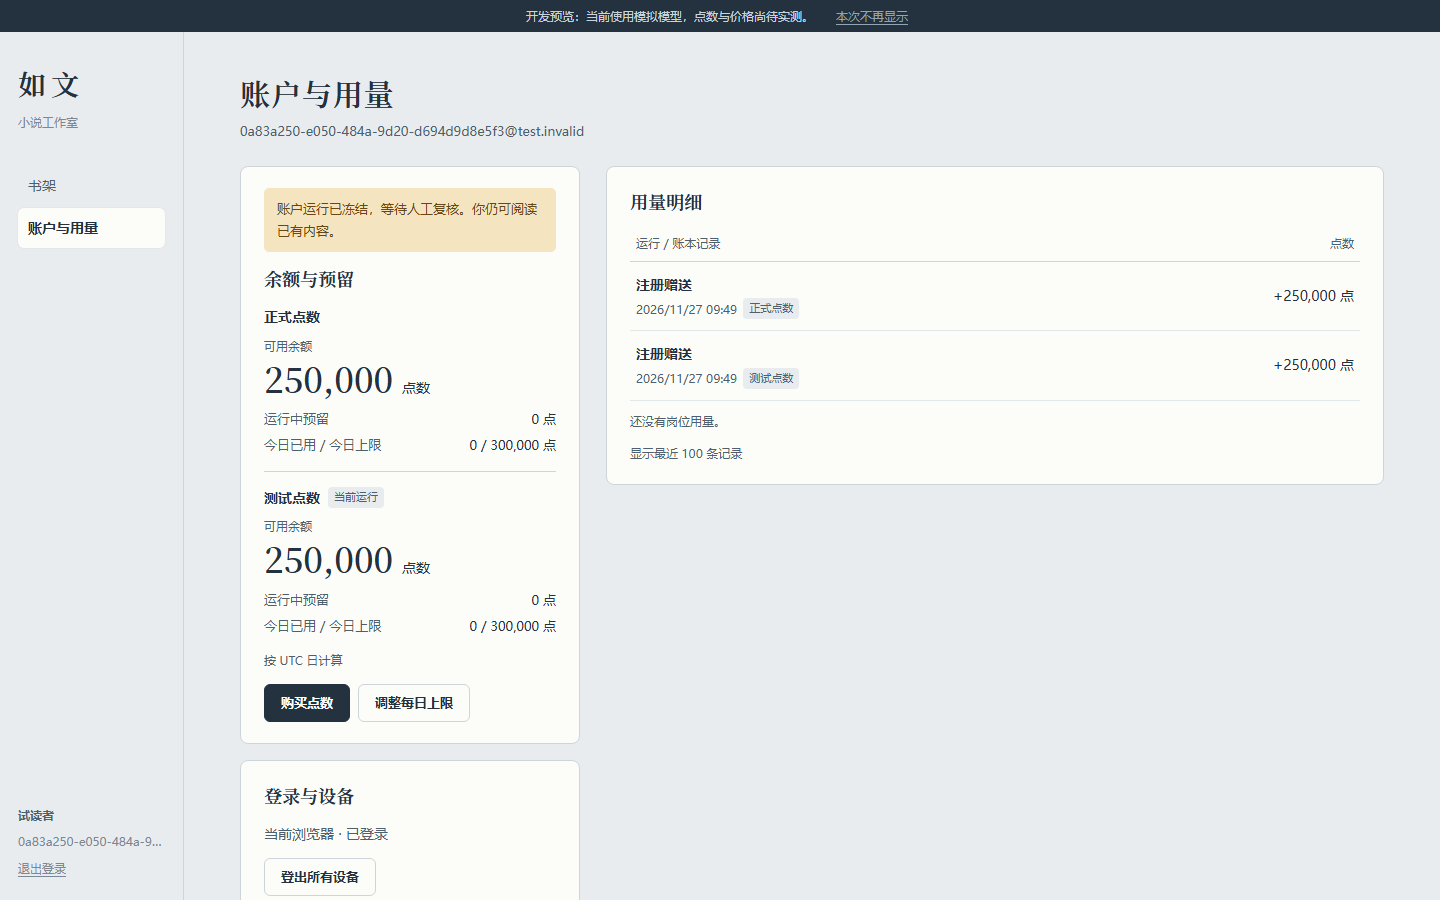 开发预览：当前使用模拟模型，点数与价格尚待实测。 本次不再显示
如文
小说工作室
书架
账户与用量
试读者
0a83a250-e050-484a-9...
退出登录
账户与用量
0a83a250-e050-484a-9d20-d694d9d8e5f3@test.invalid
账户运行已冻结，等待人工复核。你仍可阅读
已有内容。
余额与预留
正式点数
可用余额
250,000 点数
运行中预留 0 点
今日已用 / 今日上限 0 / 300,000 点
测试点数 当前运行
可用余额
250,000 点数
运行中预留 0 点
今日已用 / 今日上限 0 / 300,000 点
按 UTC 日计算
购买点数 调整每日上限
登录与设备
当前浏览器 · 已登录
登出所有设备
用量明细
运行 / 账本记录 点数
注册赠送
2026/11/27 09:49 正式点数 +250,000 点
注册赠送
2026/11/27 09:49 测试点数 +250,000 点
还没有岗位用量。
显示最近 100 条记录